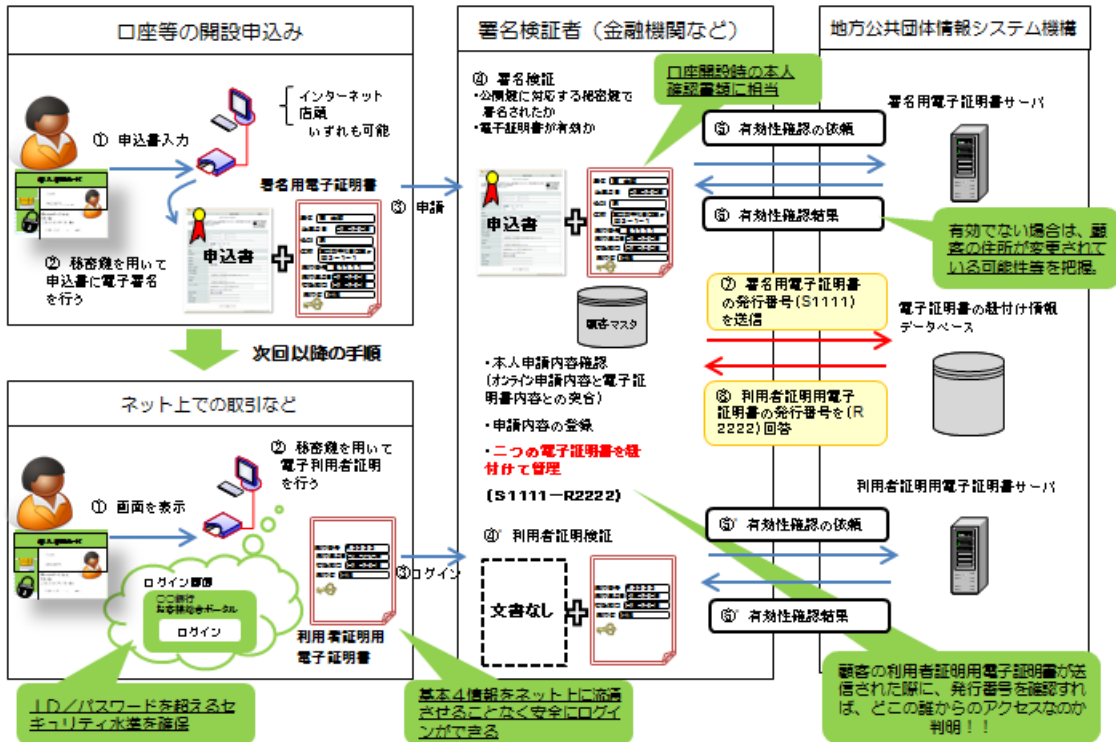 口座等の開設申込み
インターネット
店頭
いずれも可能
① 申込書入力
署名用電子証明書
申込書
② 秘密鍵を用いて
申込書に電子署名
を行う
③ 申請
次回以降の手順
ネット上での取引など
② 秘密鍵を用いて
電子利用者証明
を行う
① 画面を表示
ログイン画面
〇〇銀行
お客様総合ポータル
ログイン
③ログイン
利用者証明用
電子証明書
ID/パスワードを超えるセ
キュリティ水準を確保
基本4情報をネット上に流通
させることなく安全にログイ
ンができる
署名検証者(金融機関など)
④ 署名検証
・公開鍵に対応する秘密鍵で
署名されたか
・電子証明書が有効か
口座開設時の本人
確認書類に相当
申込書
顧客マスタ
・本人申請内容確認
(オンライン申請内容と電子証
明書内容との突合)
・申請内容の登録
・二つの電子証明書を紐
付けて管理
(S1111-R2222)
④' 利用者証明検証
文書なし
⑤ 有効性確認の依頼
⑥ 有効性確認結果
⑦ 署名用電子証明書
の発行番号(S1111)
を送信
⑧ 利用者証明用電子
証明書の発行番号を(R
2222)回答
⑤' 有効性確認の依頼
⑥' 有効性確認結果
地方公共団体情報システム機構
署名用電子証明書サーバ
有効でない場合は、顧
客の住所が変更されて
いる可能性等を把握。
電子証明書の紐付け情報
データベース
利用者証明用電子証明書サーバ
顧客の利用者証明用電子証明書が送
信された際に、発行番号を確認すれ
ば、どこの誰からのアクセスなのか
判明!!